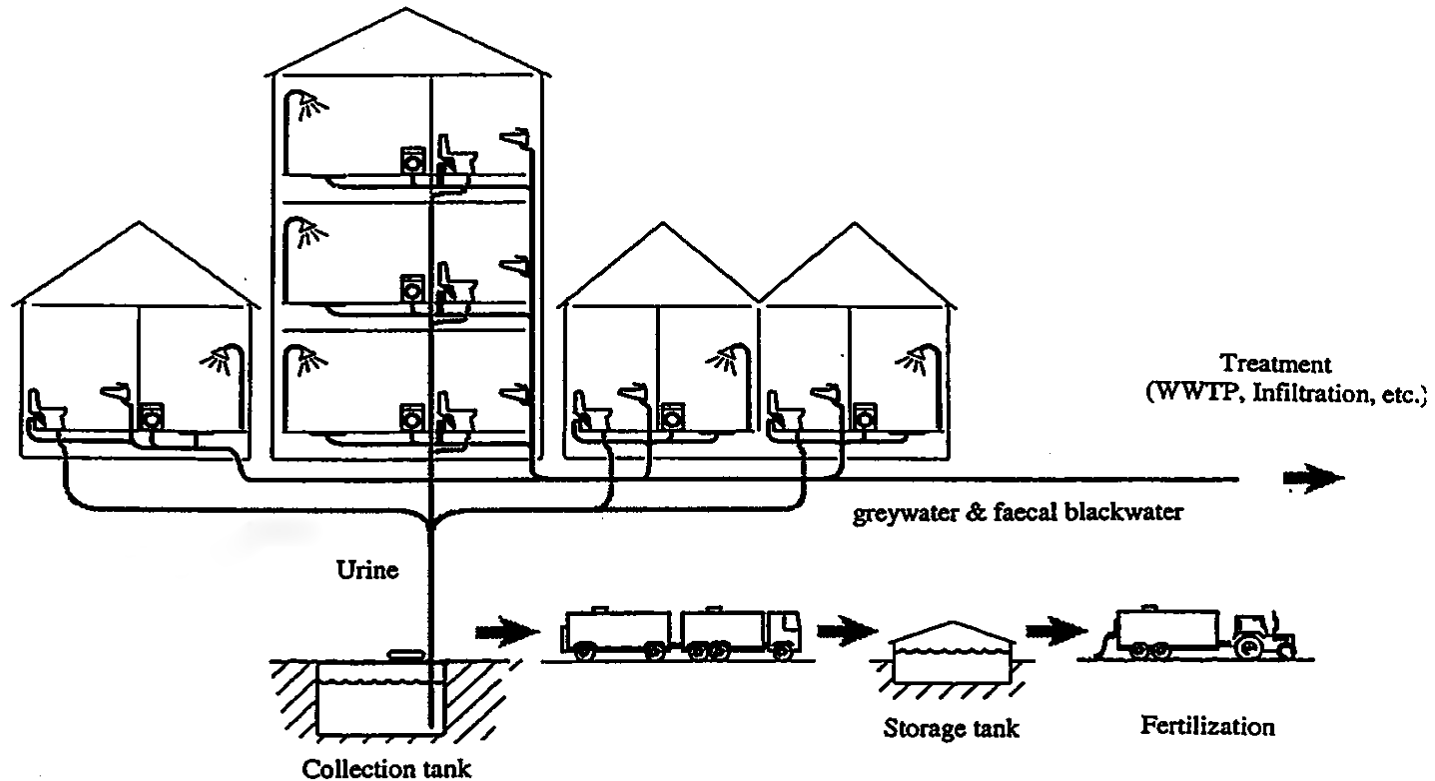 Treatment
(WWTP, Infiltration, etc.)
greywater & faecal blackwater
Urine
Storage tank
Fertilization
Collection tank